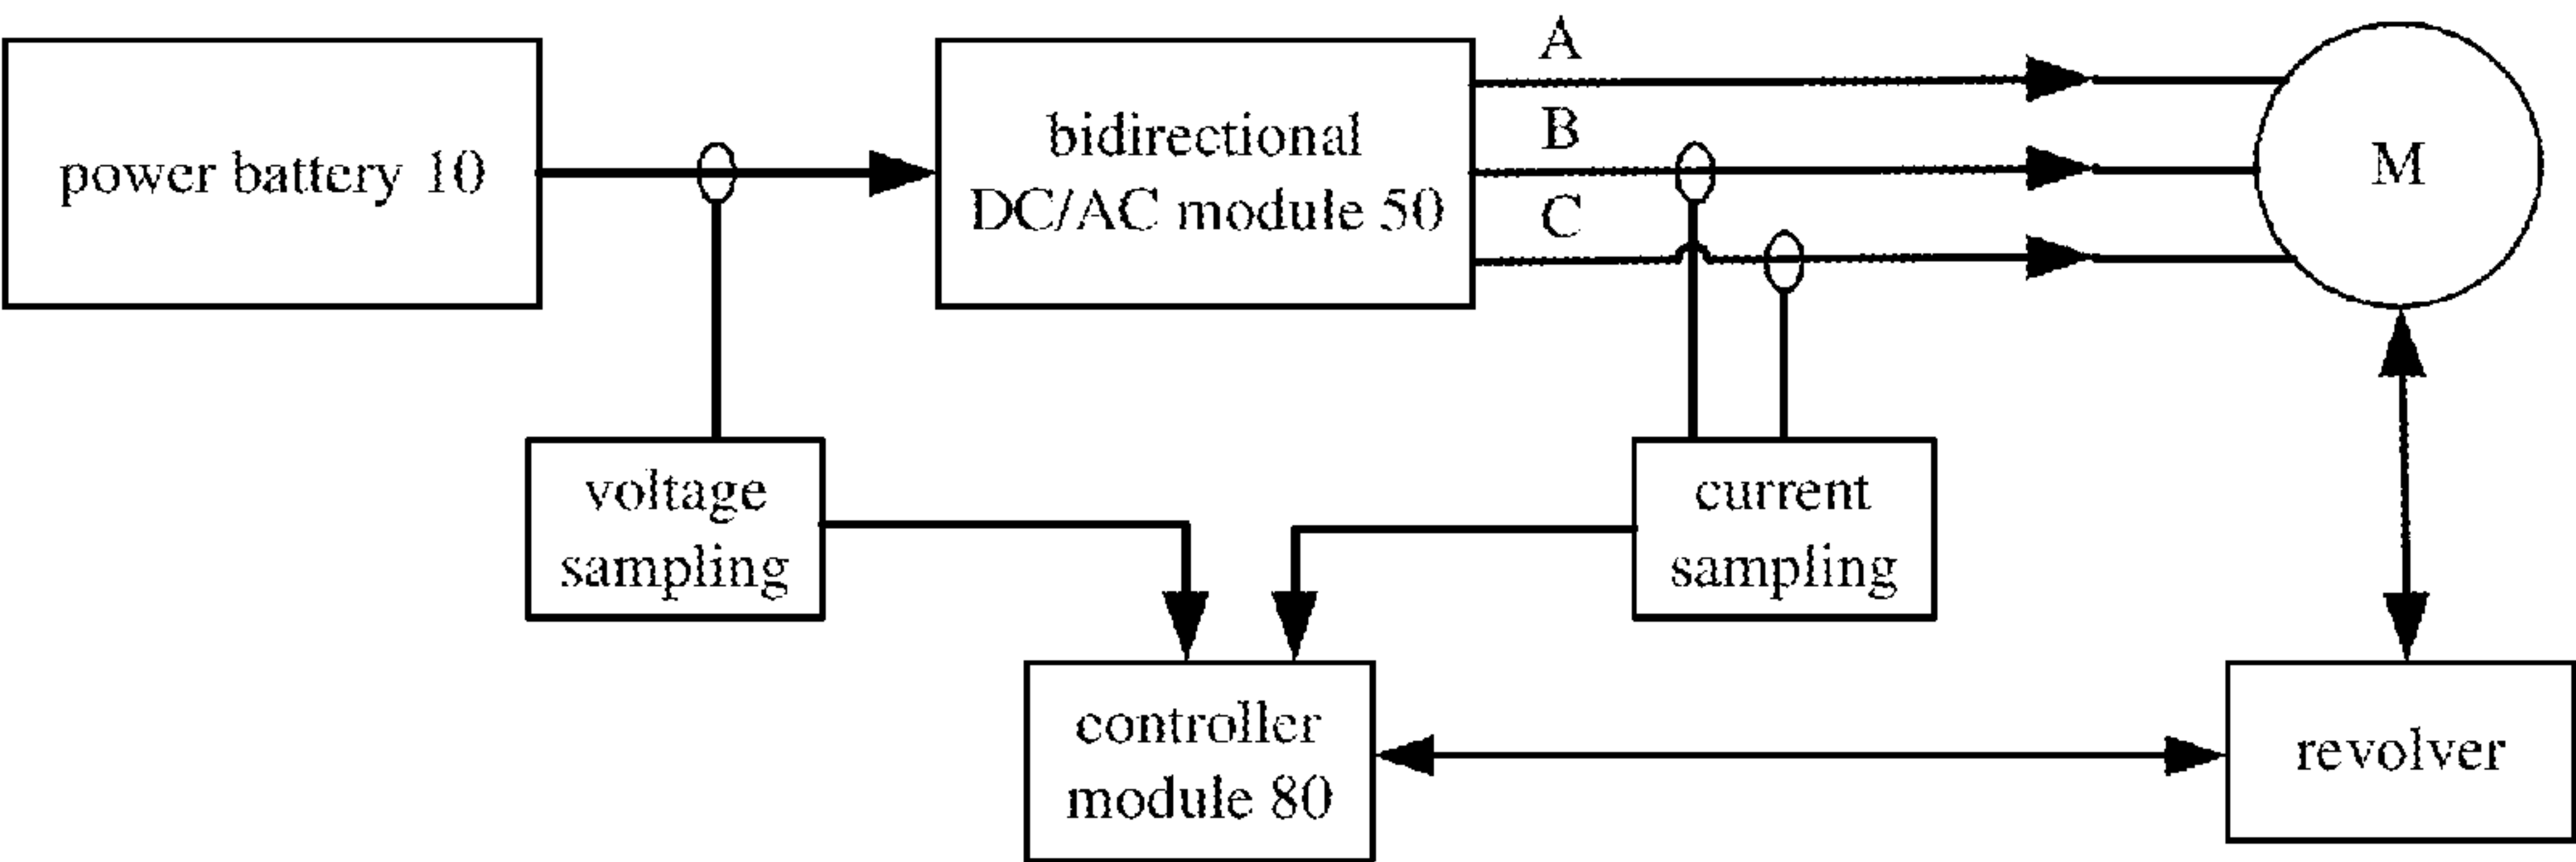 A
power battery 10
bidirectional
DC/AC module 50
B
C
M
voltage
sampling
current
sampling
controller
module 80
revolver